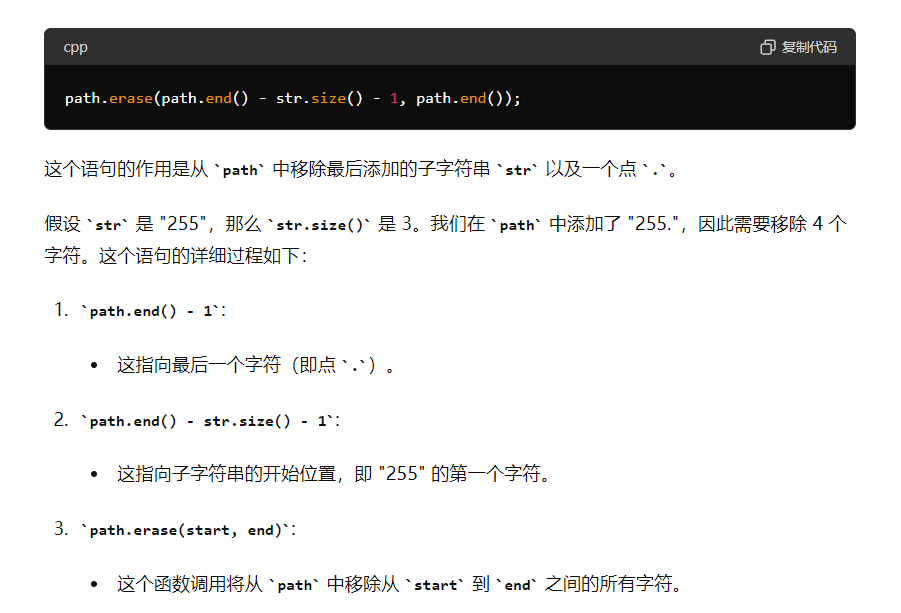 cpp
复制代码
path.erase(path.end() - str.size() - 1, path.end());
这个语句的作用是从 `path` 中移除最后添加的子字符串 `str` 以及一个点 `.`。
假设 `str` 是 "255"，那么 `str.size()` 是 3。我们在 `path` 中添加了 "255."，因此需要移除 4 个
字符。这个语句的详细过程如下：
1. `path.end() - 1`：
• 这指向最后一个字符（即点 `.`）。
2. `path.end() - str.size() - 1`：
• 这指向子字符串的开始位置，即 "255" 的第一个字符。
3. `path.erase(start, end)`：
• 这个函数调用将从 `path` 中移除从 `start` 到 `end` 之间的所有字符。